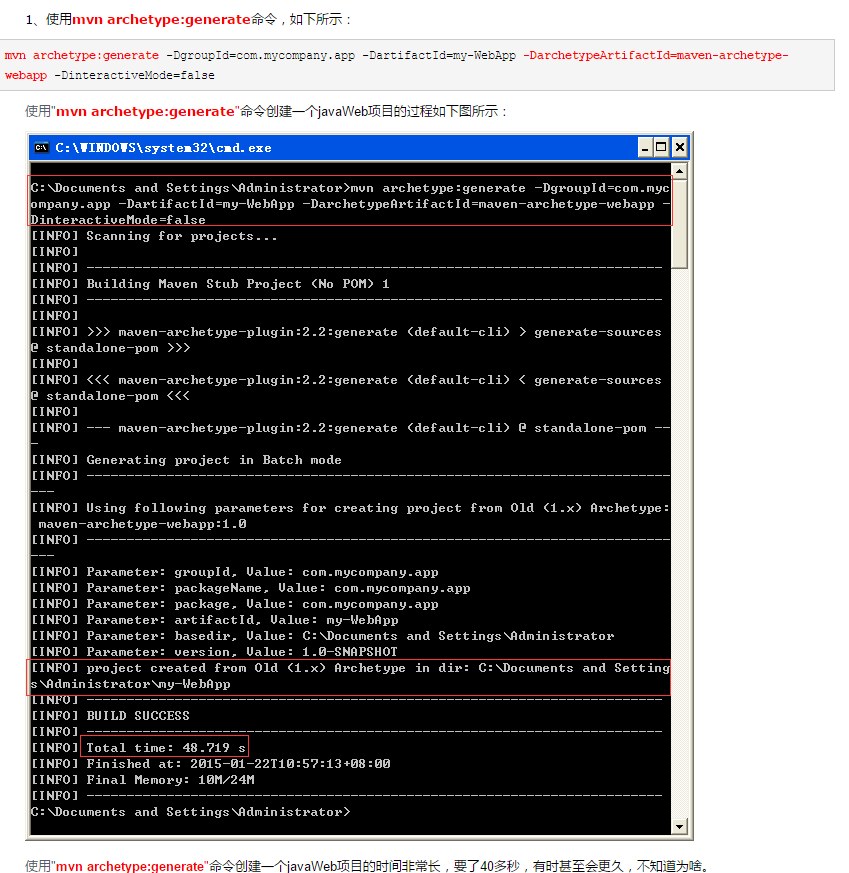 1、使用mvn archetype:generate命令，如下所示：
mvn archetype:generate -DgroupId=com.mycompany.app -DartifactId=my-WebApp -DarchetypeArtifactId=maven-archetype-
webapp -DinteractiveMode=false
使用"mvn archetype:generate"命令创建一个javaWeb项目的过程如下图所示：
C:\WINDOWS\system32\cmd.exe
C:\Documents and Settings\Administrator>mvn archetype:generate -DgroupId=com.myc
ompany.app -DartifactId=my-WebApp -DarchetypeArtifactId=maven-archetype-webapp -
DinteractiveMode=false
[INFO] Scanning for projects...
[INFO]
[INFO] ------------------------------------------------------------------------
[INFO] Building Maven Stub Project (No POM) 1
[INFO] ------------------------------------------------------------------------
[INFO]
[INFO] >>> maven-archetype-plugin:2.2:generate (default-cli) > generate-sources
@ standalone-pom >>>
[INFO]
[INFO] <<< maven-archetype-plugin:2.2:generate (default-cli) < generate-sources
@ standalone-pom <<<
[INFO]
[INFO] --- maven-archetype-plugin:2.2:generate (default-cli) @ standalone-pom --
-
[INFO] Generating project in Batch mode
[INFO] -------------------------------------------------------------------------
---
[INFO] Using following parameters for creating project from Old (1.x) Archetype:
maven-archetype-webapp:1.0
[INFO] -------------------------------------------------------------------------
---
[INFO] Parameter: groupId, Value: com.mycompany.app
[INFO] Parameter: packageName, Value: com.mycompany.app
[INFO] Parameter: package, Value: com.mycompany.app
[INFO] Parameter: artifactId, Value: my-WebApp
[INFO] Parameter: basedir, Value: C:\Documents and Settings\Administrator
[INFO] Parameter: version, Value: 1.0-SNAPSHOT
[INFO] project created from Old (1.x) Archetype in dir: C:\Documents and Setting
s\Administrator\my-WebApp
[INFO] ------------------------------------------------------------------------
[INFO] BUILD SUCCESS
[INFO] ------------------------------------------------------------------------
[INFO] Total time: 48.719 s
[INFO] Finished at: 2015-01-22T10:57:13+08:00
[INFO] Final Memory: 10M/24M
[INFO] ------------------------------------------------------------------------
C:\Documents and Settings\Administrator>
使用"mvn archetype:generate"命令创建一个javaWeb项目的时间非常长，要了40多秒，有时甚至会更久，不知道为啥。